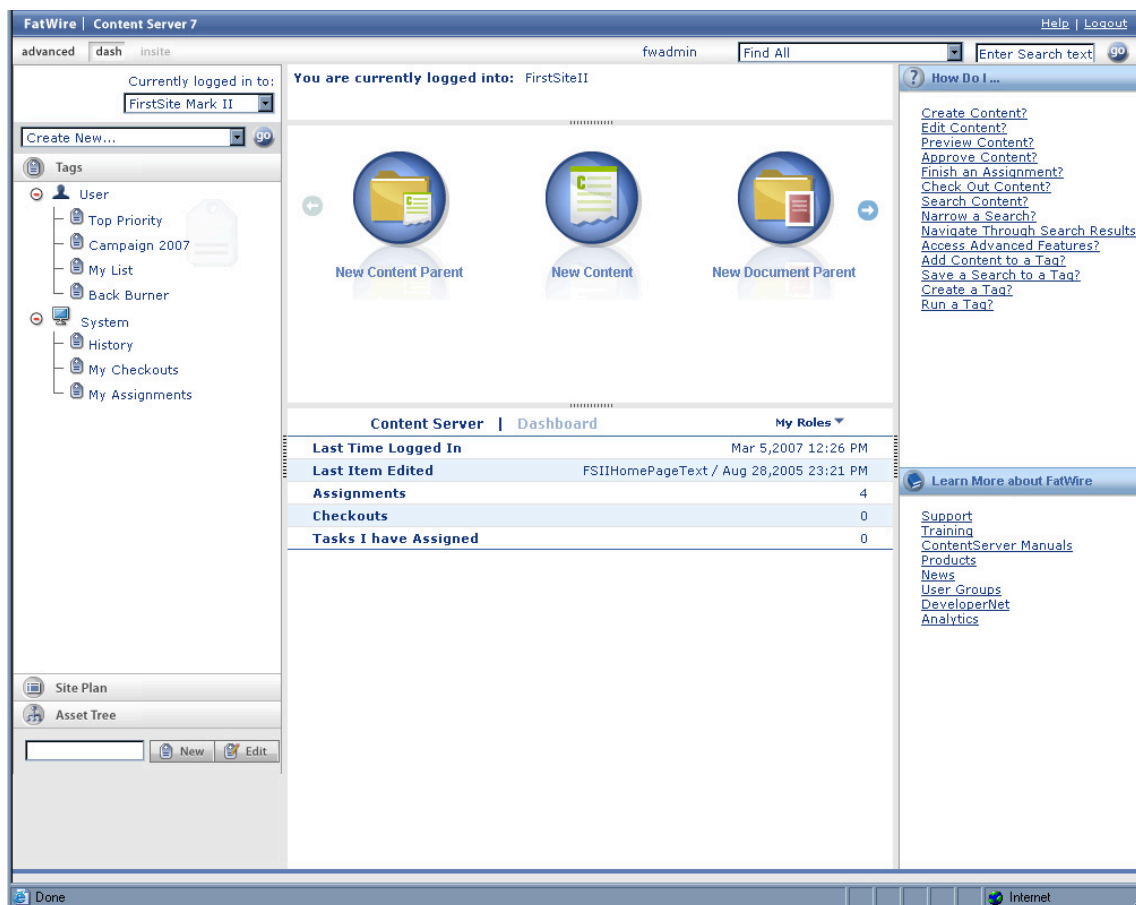 FatWire | Content Server 7
Help | Logout
advanced dash insite
fwadmin
Find All
Enter Search text
go
Currently logged in to:
FirstSite Mark II
Create New...
go
Tags
User
Top Priority
Campaign 2007
My List
Back Burner
System
History
My Checkouts
My Assignments
Site Plan
Asset Tree
New
Edit
You are currently logged into: FirstSiteII
New Content Parent
New Content
New Document Parent
Content Server | Dashboard
My Roles
Last Time Logged In Mar 5,2007 12:26 PM
Last Item Edited FSIIHomePageText / Aug 28,2005 23:21 PM
Assignments 4
Checkouts 0
Tasks I have Assigned 0
? How Do I ...
Create Content?
Edit Content?
Preview Content?
Approve Content?
Finish an Assignment?
Check Out Content?
Search Content?
Narrow a Search?
Navigate Through Search Results
Access Advanced Features?
Add Content to a Tag?
Save a Search to a Tag?
Create a Tag?
Run a Tag?
Learn More about FatWire
Support
Training
ContentServer Manuals
Products
News
User Groups
DeveloperNet
Analytics
Done
Internet